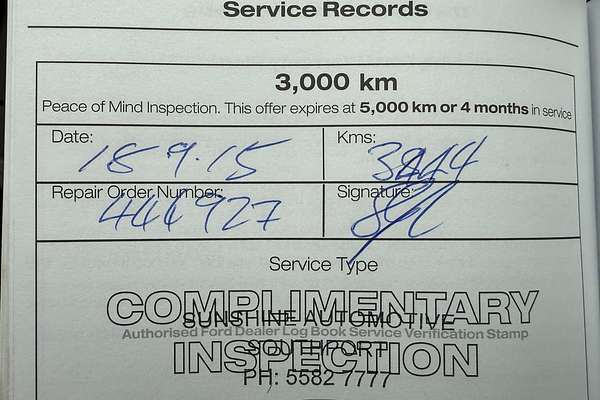 Service Records
3,000 km
Peace of Mind Inspection. This offer expires at 5,000 km or 4 months in service
Date:
Kms:
18 9.15
Repair Order Number:
Signature:
Service Type
COMPLIMENTARY
SUNSHINE AUTOMOTIVE
Authorised Ford Dealer Log Book Service Verification Stamp
SOUTHPORT
INSPECTION
PH: 5582 7777